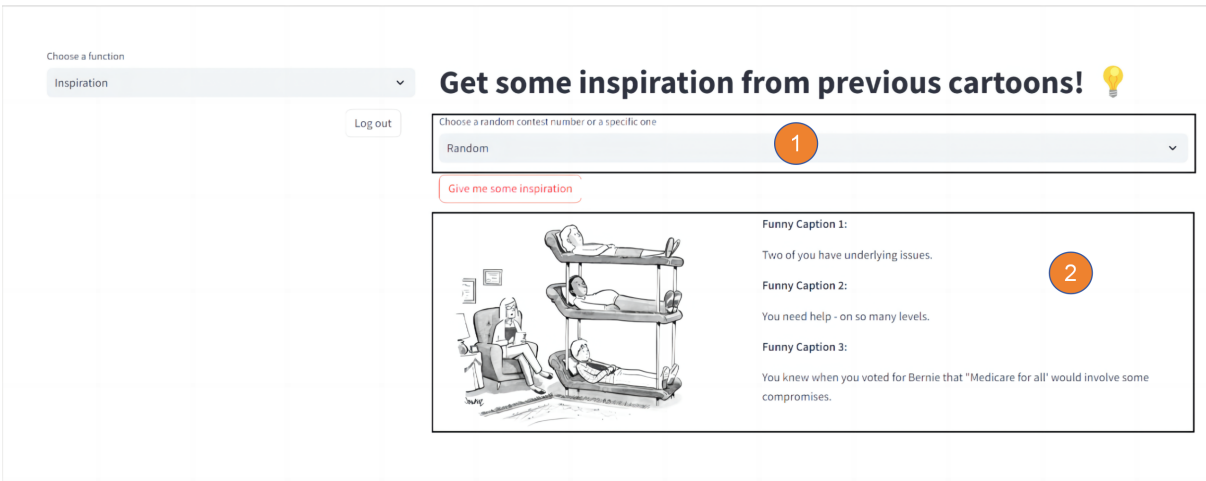 Choose a function
Inspiration
Log out
Get some inspiration from previous cartoons!
Choose a random contest number or a specific one
Random
1
Give me some inspiration
Funny Caption 1:
Two of you have underlying issues.
Funny Caption 2:
You need help - on so many levels.
2
Funny Caption 3:
You knew when you voted for Bernie that "Medicare for all' would involve some
compromises.